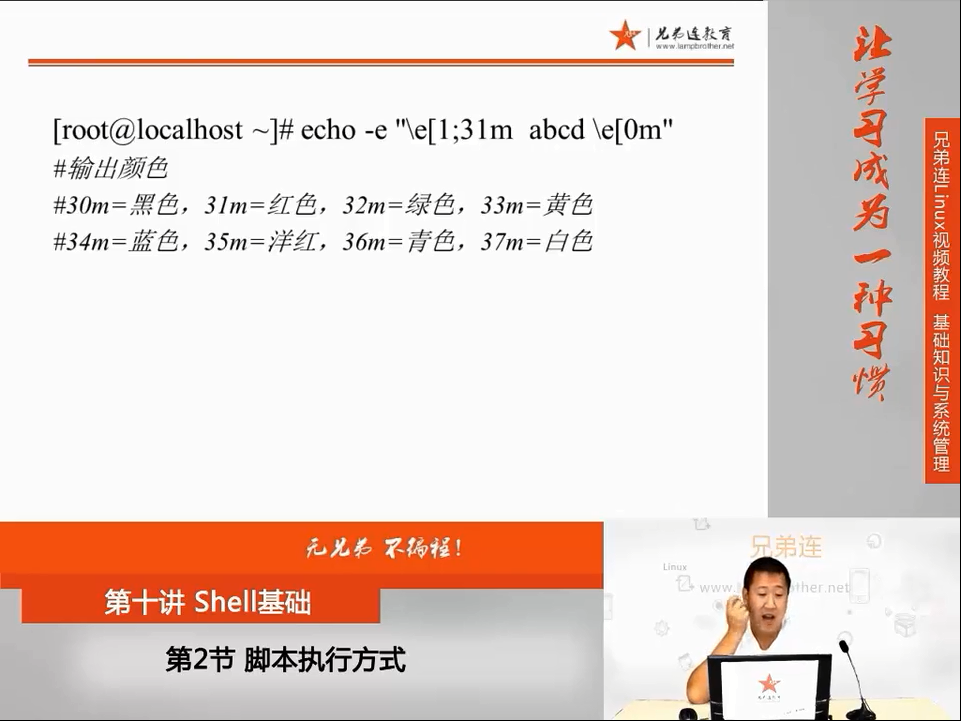 兄弟连教育
www.lampbrother.net
[root@localhost ~]# echo -e "\e[1;31m  abcd \e[0m"
#输出颜色
#30m=黑色，31m=红色，32m=绿色，33m=黄色
#34m=蓝色，35m=洋红，36m=青色，37m=白色
让学习成为一种习惯
兄弟连Linux视频教程 基础知识与系统管理
无兄弟 不编程！
第十讲 Shell基础
第2节 脚本执行方式
兄弟连
Linux